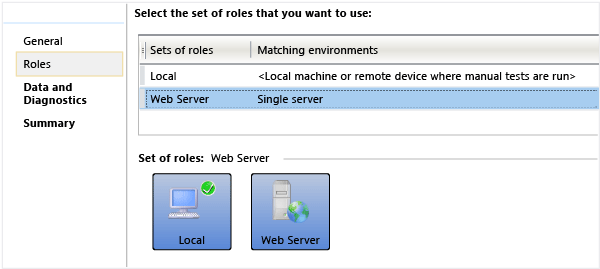 Select the set of roles that you want to use:
General
Roles
Data and
Diagnostics
Summary
Sets of roles Matching environments
Local <Local machine or remote device where manual tests are run>
Web Server Single server
Set of roles: Web Server
Local Web Server